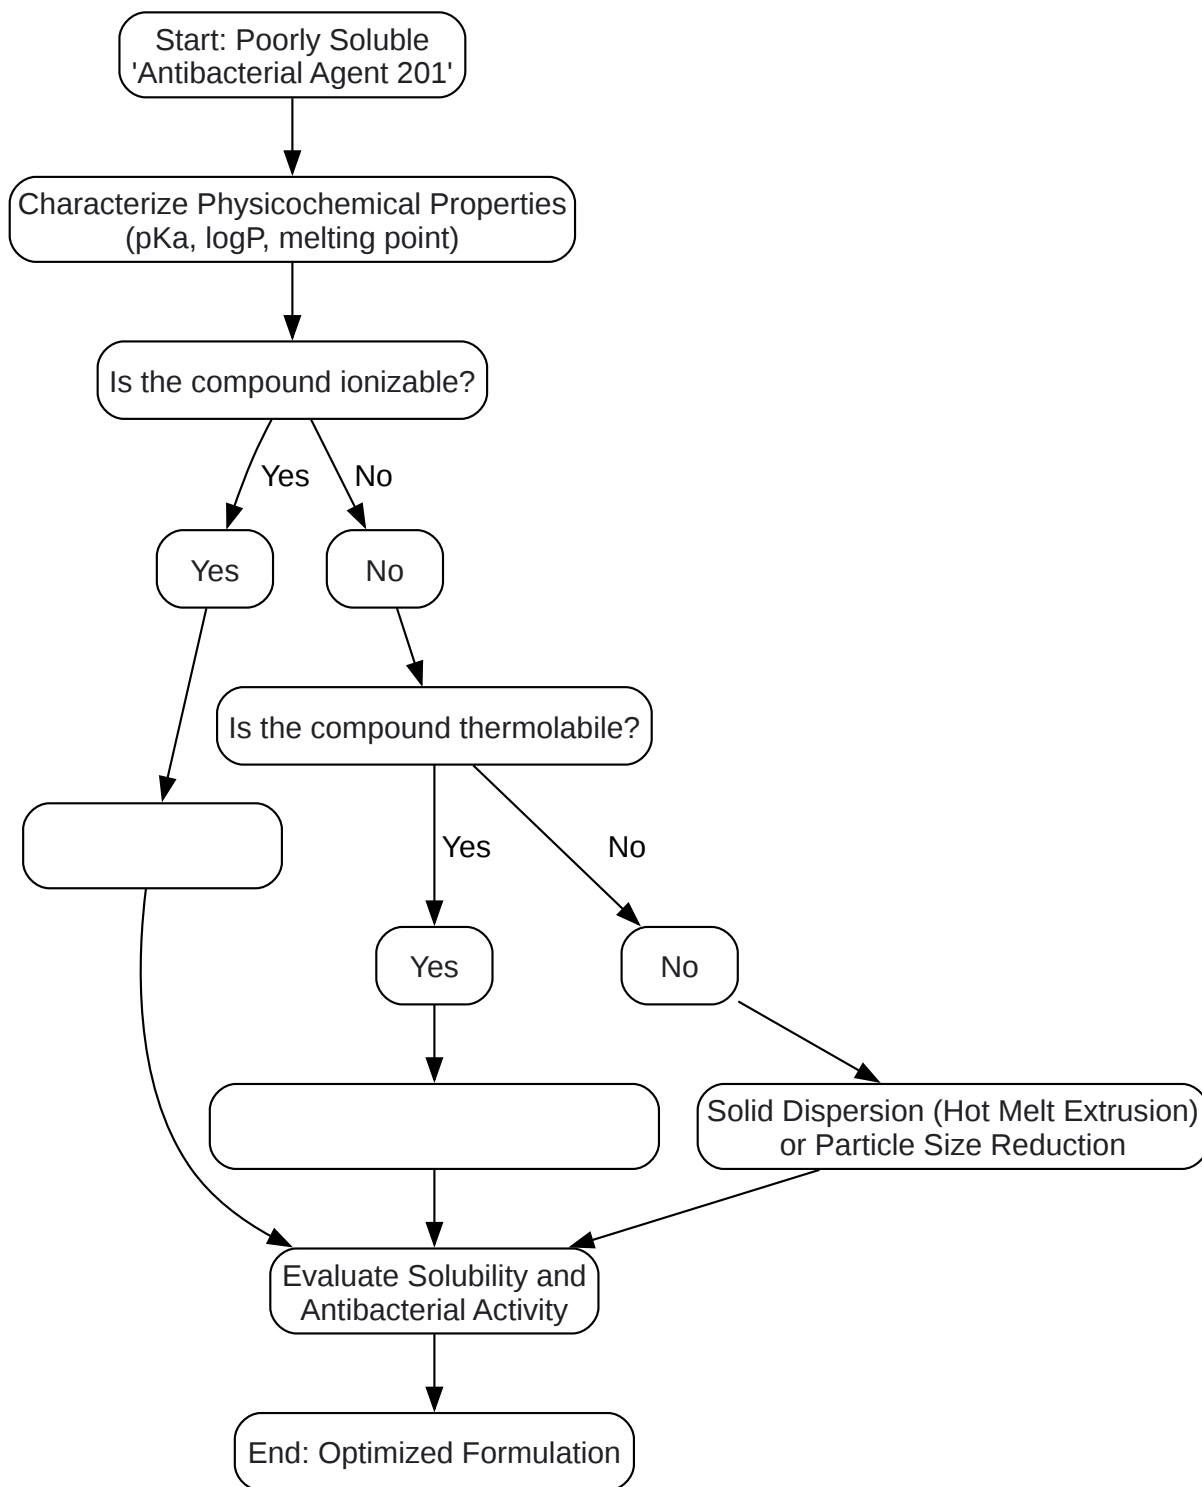 Start: Poorly Soluble
'Antibacterial Agent 201'
Characterize Physicochemical Properties
(pKa, logP, melting point)
Is the compound ionizable?
Yes
No
Yes
No
Is the compound thermolabile?
Yes
No
Yes
No
Solid Dispersion (Hot Melt Extrusion)
or Particle Size Reduction
Evaluate Solubility and
Antibacterial Activity
End: Optimized Formulation